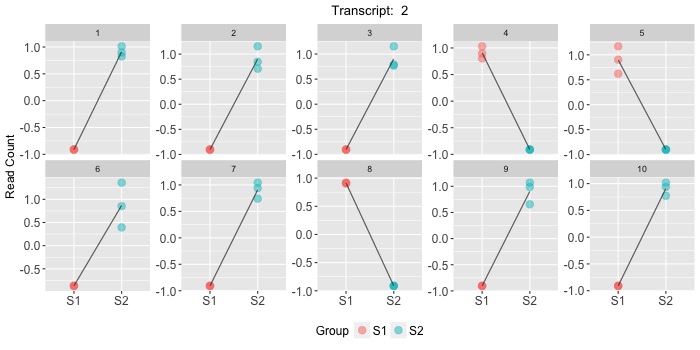 Transcript: 2
Read Count
1 2 3 4 5
1.0 1.0 1.0 1.0 1.0
0.5 0.5 0.5 0.5 0.5
0.0 0.0 0.0 0.0 0.0
-0.5 -0.5 -0.5 -0.5 -0.5
-1.0 -1.0 -1.0 -1.0 -1.0
6 7 8 9 10
1.0 1.0 1.0 1.0 1.0
0.5 0.5 0.5 0.5 0.5
0.0 0.0 0.0 0.0 0.0
-0.5 -0.5 -0.5 -0.5 -0.5
-1.0 -1.0 -1.0 -1.0
S1 S2 S1 S2 S1 S2 S1 S2 S1 S2
Group S1 S2